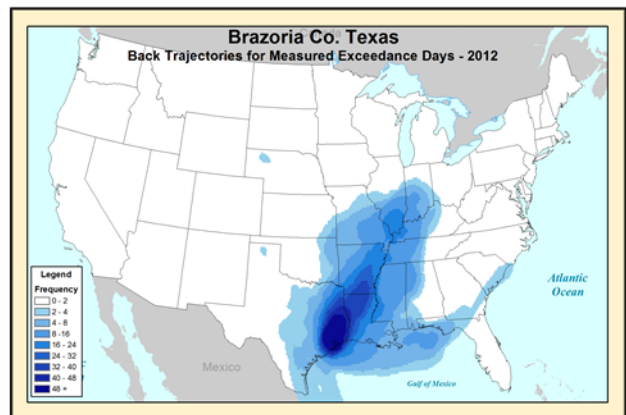 Canada
Brazoria Co. Texas
Back Trajectories for Measured Exceedance Days - 2012
Legend
Frequency
0 - 2
2 - 4
4 - 8
8 -16
16 - 24
24 - 32
32 - 40
40 - 48
48 +
Atlantic
Ocean
Mexico
Gulf of Mexico